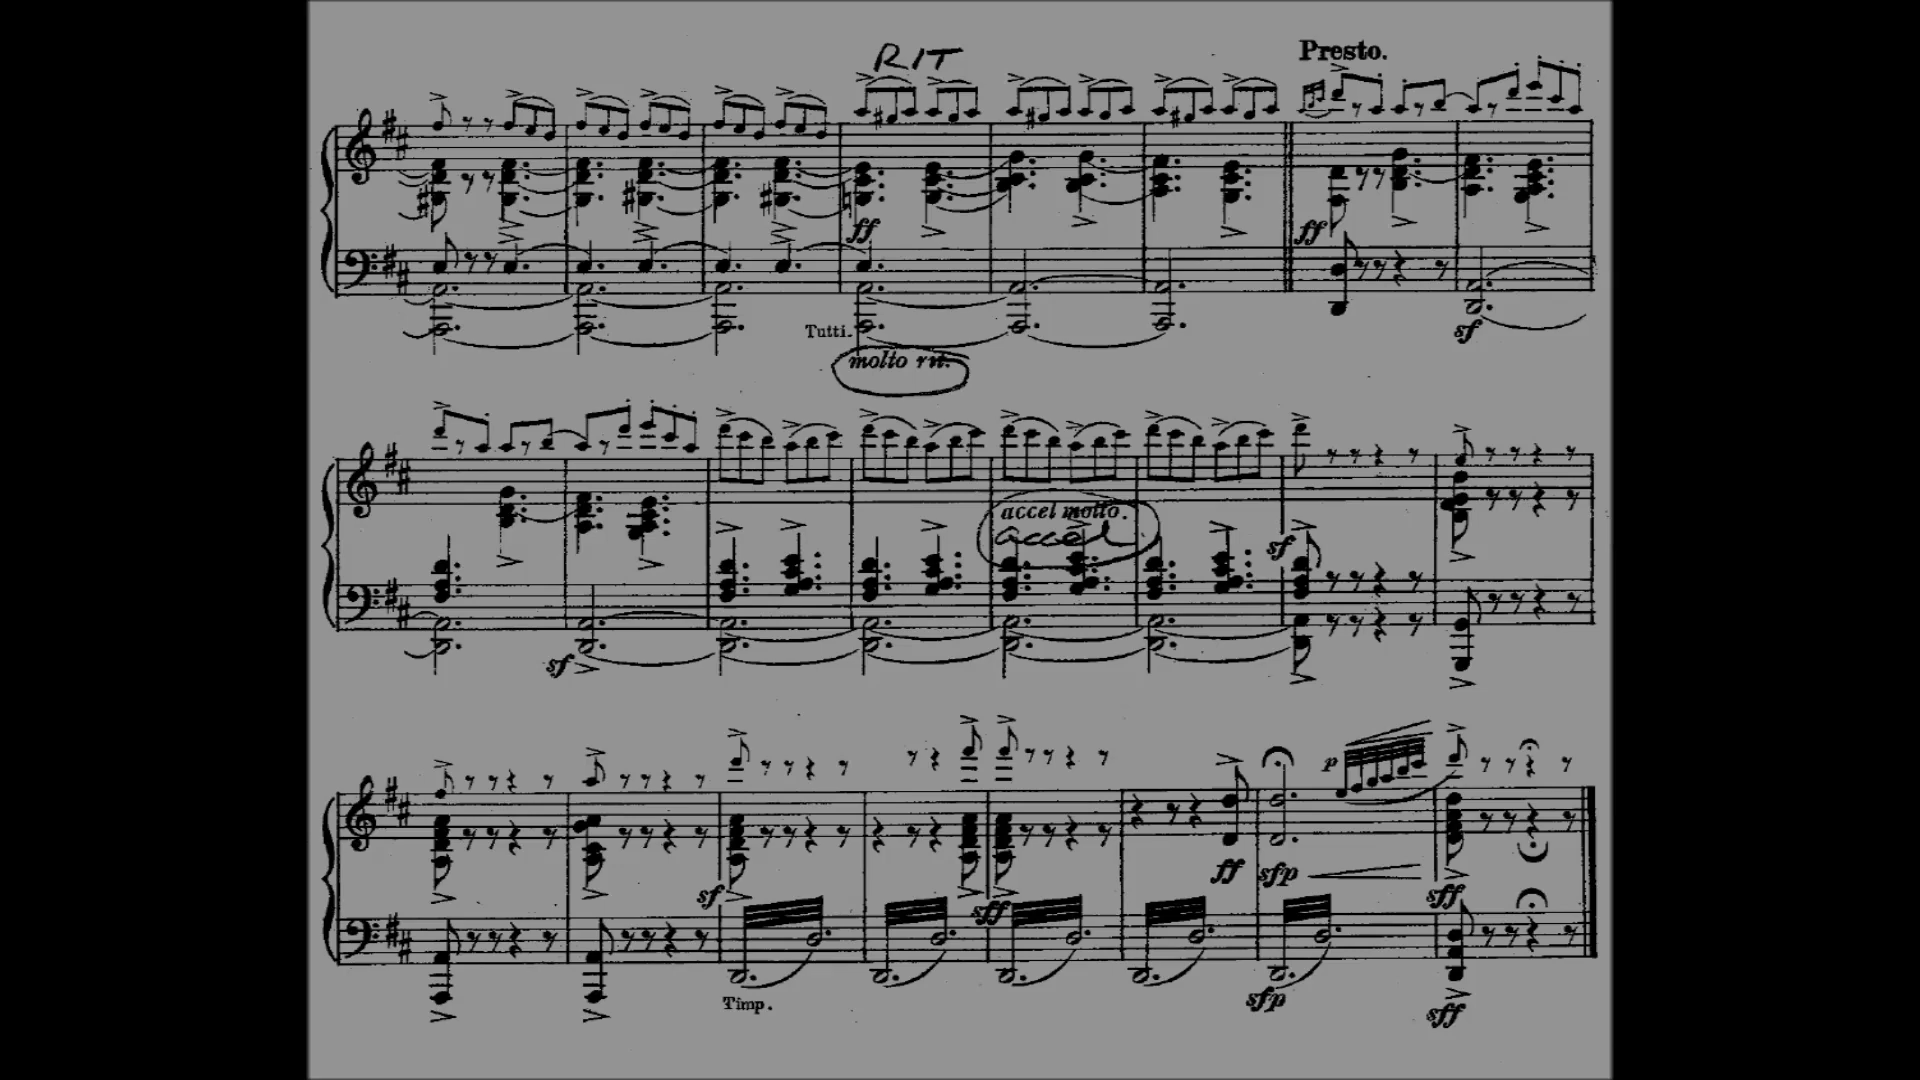 RIT
Presto.
ff
ff
Tutti.
sf
molto rit.
accel molto.
accel
sf
sf
p
ff
sfp
sf
sff
sff
Timp.
sfp
sff